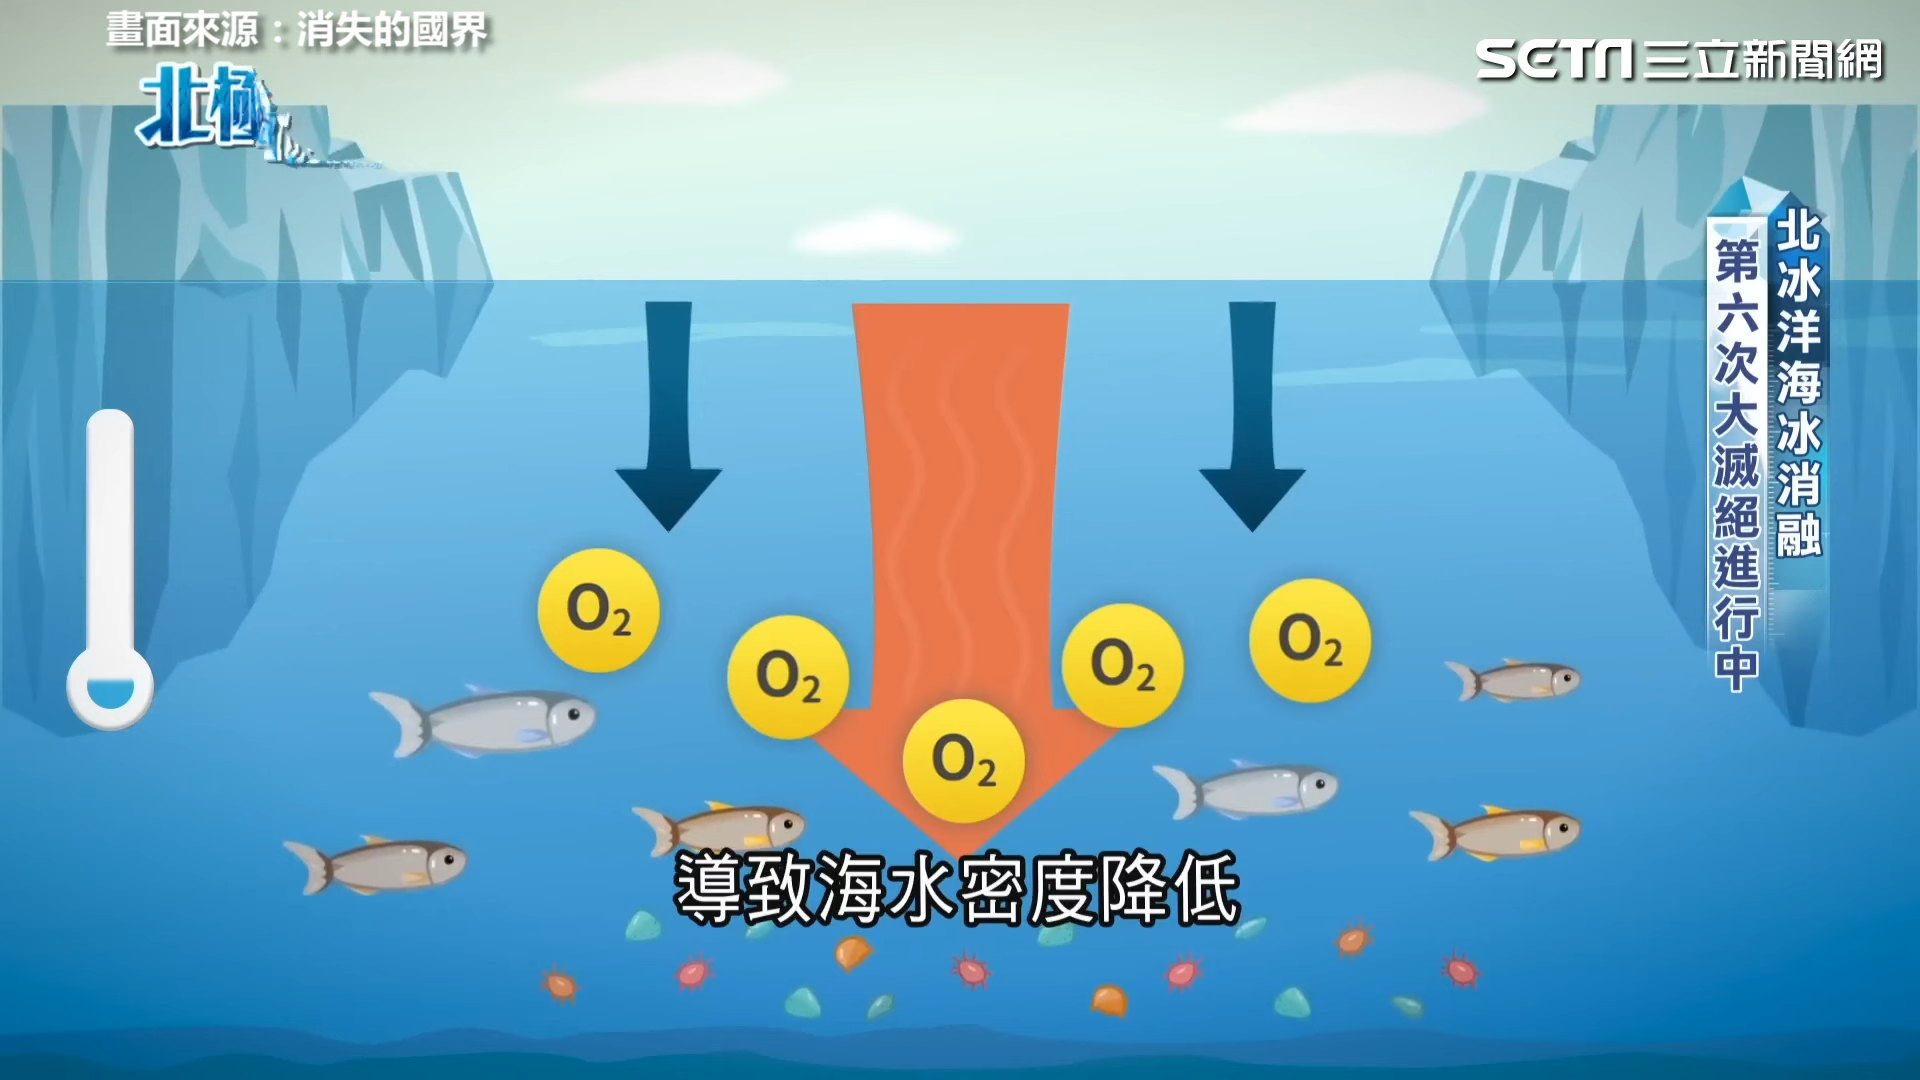 畫面來源：消失的國界
北極
SETN三立新聞網
北冰洋海冰消融
第六次大滅絕進行中
O₂
O₂
O₂
O₂
O₂
導致海水密度降低